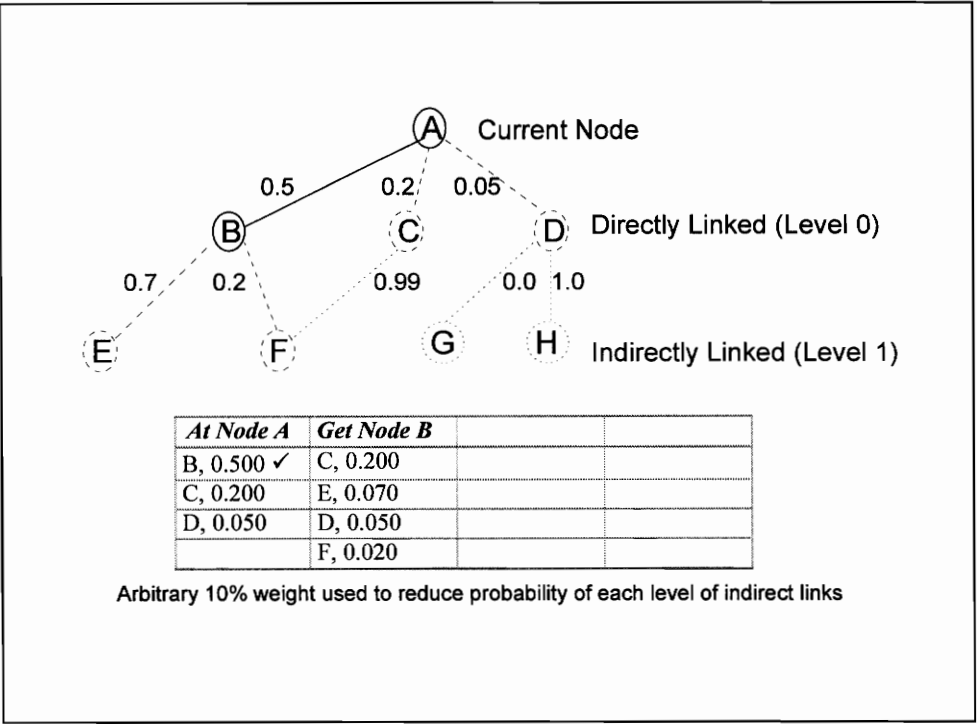 A Current Node
0.5 0.2 0.05
B C D Directly Linked (Level 0)
0.7 0.2 0.99 0.0 1.0
E F G H Indirectly Linked (Level 1)
At Node A Get Node B
B, 0.500 ✓ C, 0.200
C, 0.200 E, 0.070
D, 0.050 D, 0.050
F, 0.020
Arbitrary 10% weight used to reduce probability of each level of indirect links